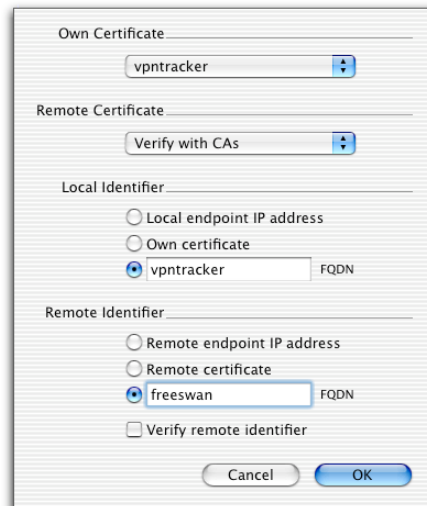 Own Certificate
vpntracker
Remote Certificate
Verify with CAs
Local Identifier
Local endpoint IP address
Own certificate
vpntracker FQDN
Remote Identifier
Remote endpoint IP address
Remote certificate
freeswan FQDN
Verify remote identifier
Cancel OK